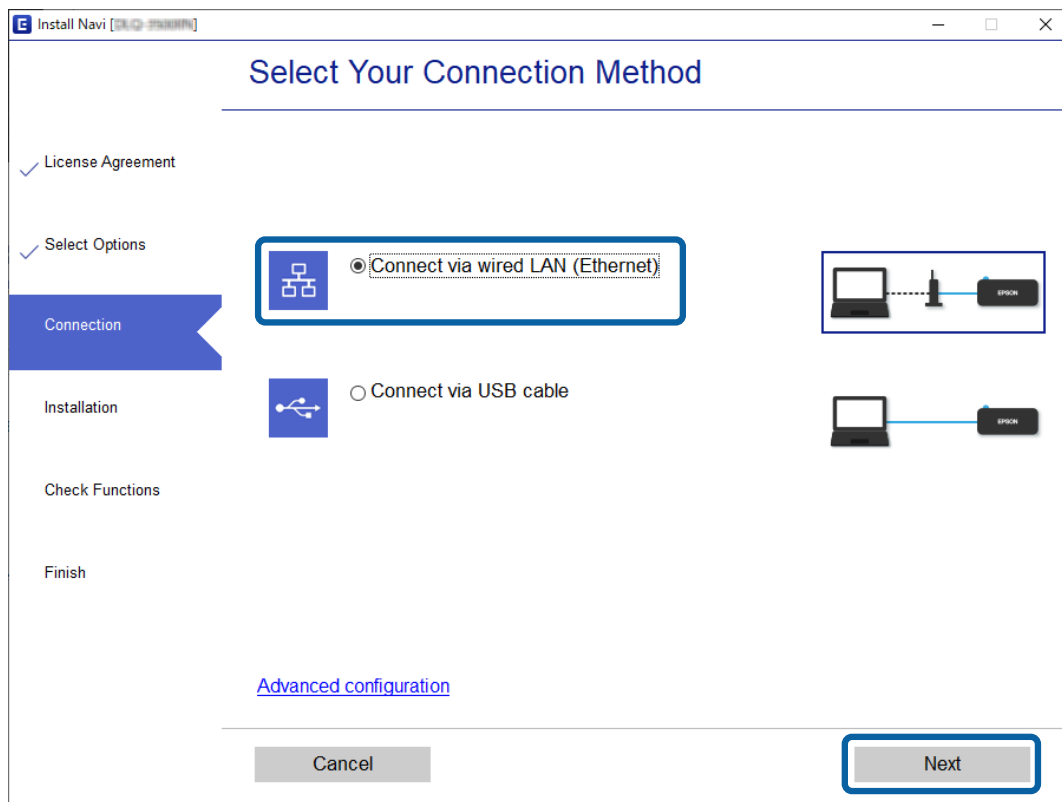 Install Navi [
Select Your Connection Method
License Agreement
Select Options
Connection
Installation
Check Functions
Finish
Connect via wired LAN (Ethernet)
EPSON
Connect via USB cable
EPSON
Advanced configuration
Cancel
Next